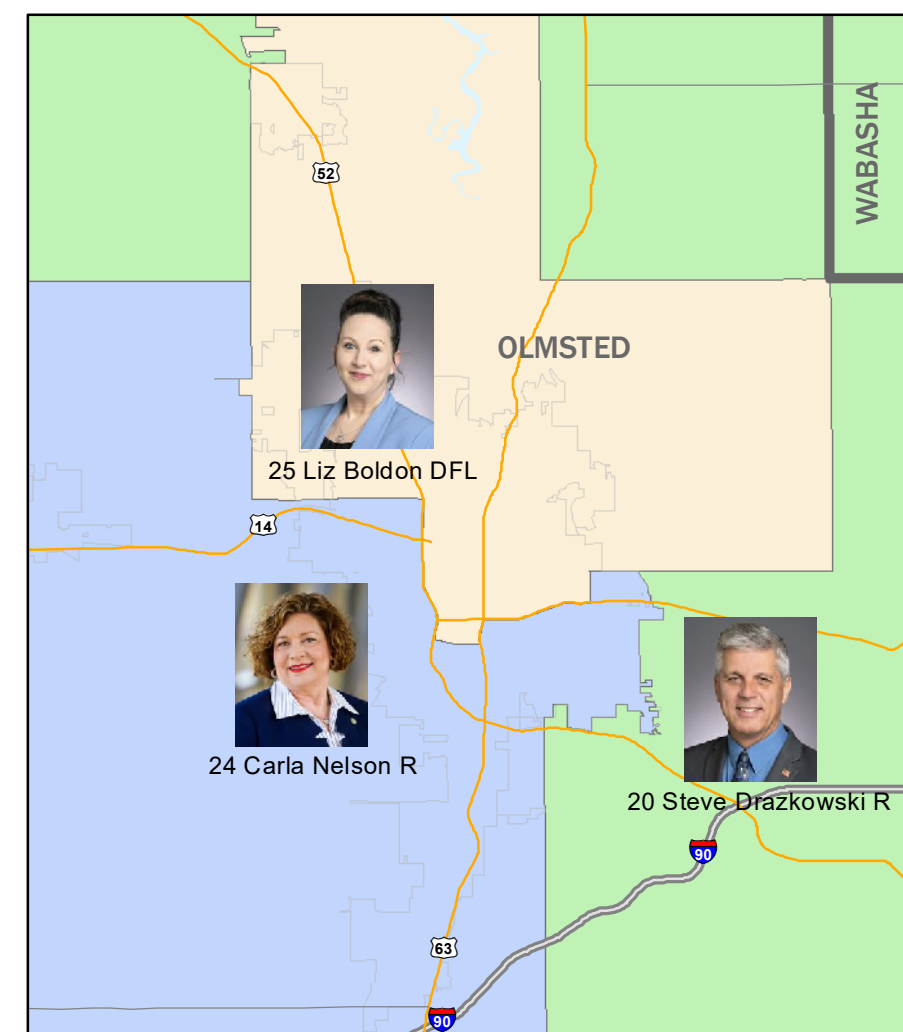 WABASHA
52
OLMSTED
25 Liz Boldon DFL
14
24 Carla Nelson R
20 Steve Drazkowski R
90
63
90